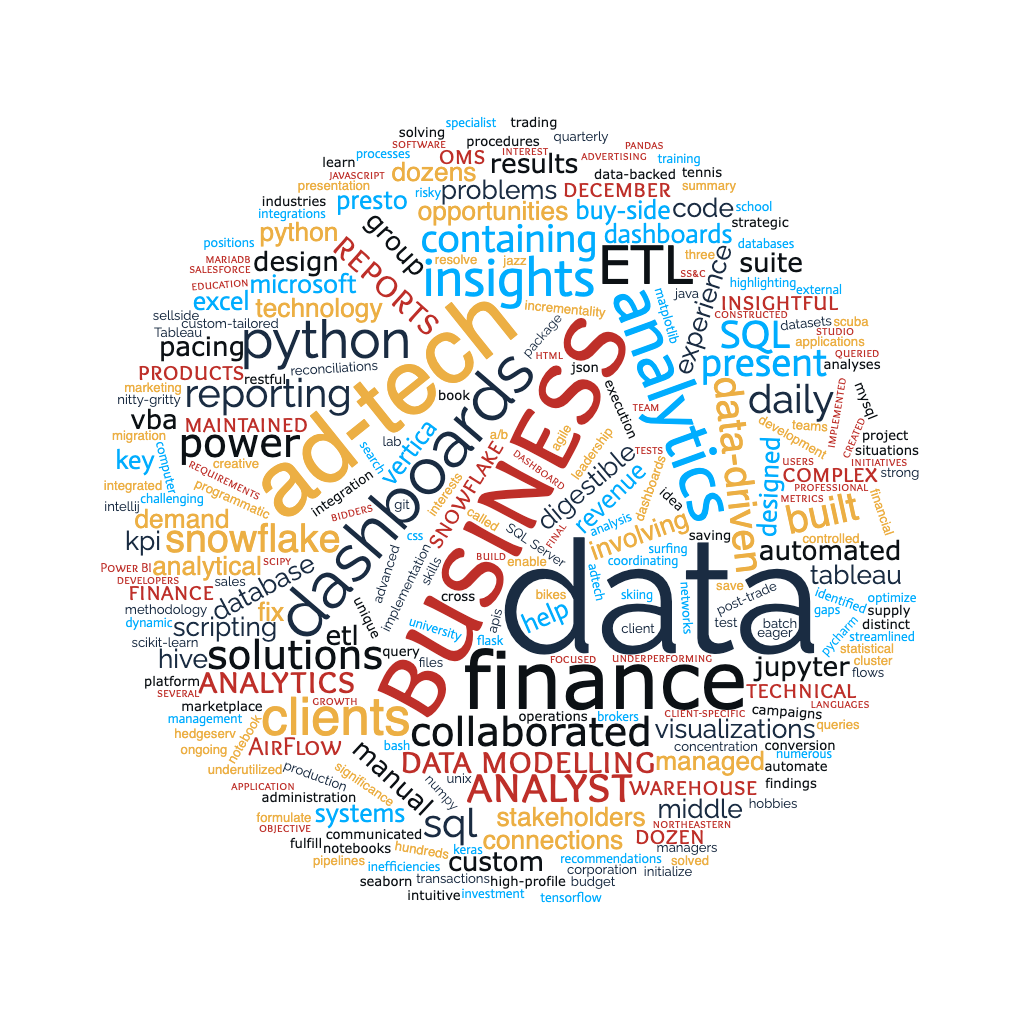 specialist
trading
solving
quarterly
SOFTWARE
procedures
PANDAS
processes
OMS
INTEREST
ADVERTISING
training
learn
results
JAVASCRIPT
dozens
data-backed
tennis
presentation
risky
problems
DECEMBER
summary
industries
presto
opportunities
buy-side
code
school
integrations
group
strategic
python
containing
dashboards
positions
REPORTS
three
databases
MARIADB
design
resolve
jazz
ETL
experience
suite
SALESFORCE
insights
SS&C
EDUCATION
microsoft
highlighting
external
excel
technology
incrementality
matplotlib
java
INSIGHTFUL
sellside
custom-tailored
package
analytics
CONSTRUCTED
datasets
scuba
Tableau
python
ad-tech
SQL
STUDIO
applications
pacing
HTML
QUERIED
reconciliations
json
present
analyses
PRODUCTS
restful
marketing
reporting
book
execution
data-driven
daily
IMPLEMENTED
mysql
nitty-gritty
dashboards
BUSINESS
TEAM
vba
MAINTAINED
lab
vertica
a/b
agile
leadership
development
teams
CREATED
project
migration
power
search
SNOWFLAKE
DASHBOARD
digestible
TESTS
designed
situations
key
computer
REQUIREMENTS
creative
USERS
INITIATIVES
COMPLEX
strong
integrated
programmatic
integration
interests
revenue
dashboards
idea
PROFESSIONAL
challenging
git
METRICS
intellij
BIDDERS
called
SQL Server
FINAL
analysis
built
financial
demand
css
involving
saving
controlled
kpi
snowflake
advanced
implementation
skills
BUILD
enable
surfing
automated
POWER BI
analytical
SCIPY
coordinating
DEVELOPERS
sales
adtech
data
tableau
FINANCE
database
cross
bikes
skiing
networks
save
post-trade
identified
optimize
methodology
fix
unique
apis
help
gaps
supply
dynamic
scripting
university
client
test
batch
distinct
scikit-learn
etl
flask
eager
Pycharm
streamlined
hive
solutions
query
statistical
files
FOCUSED
UNDERPERFORMING
cluster
platform
ANALYTICS
finance
jupyter
flows
SEVERAL
GROWTH
TECHNICAL
marketplace
clients
LANGUAGES
management
operations
brokers
CLIENT-SPECIFIC
campaigns
hedgeserv
notebook
collaborated
visualizations
queries
ongoing
AIRFLOW
bash
concentration
conversion
manual
DATA MODELLING
managed
numerous
underutilized
production
significance
unix
automate
APPLICATION
numpy
ANALYST
WAREHOUSE
findings
administration
middle
hobbies
formulate
systems
sql
stakeholders
OBJECTIVE
NORTHEASTERN
communicated
connections
DOZEN
fulfill
notebooks
hundreds
keras
managers
pipelines
custom
recommendations
solved
inefficiencies
corporation
initialize
seaborn
transactions
high-profile
budget
intuitive
investment
tensorflow